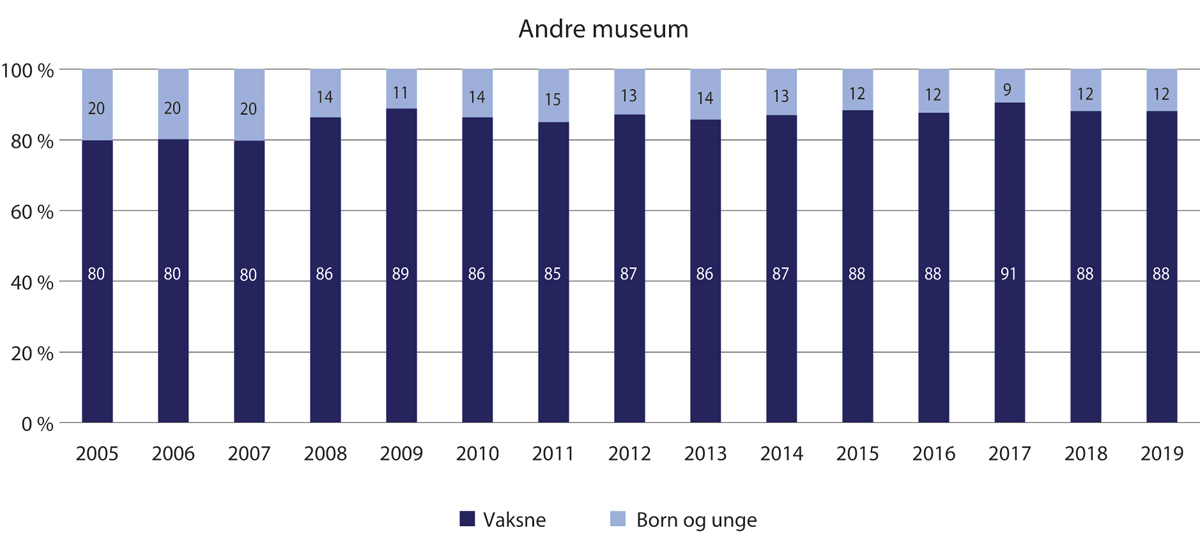 Andre museum
100 %
80 %
60 %
40 %
20 %
0 %
20 20 20 14 11 14 15 13 14 13 12 12 9 12 12
80 80 80 86 89 86 85 87 86 87 88 88 91 88 88
2005 2006 2007 2008 2009 2010 2011 2012 2013 2014 2015 2016 2017 2018 2019
Vaksne Born og unge